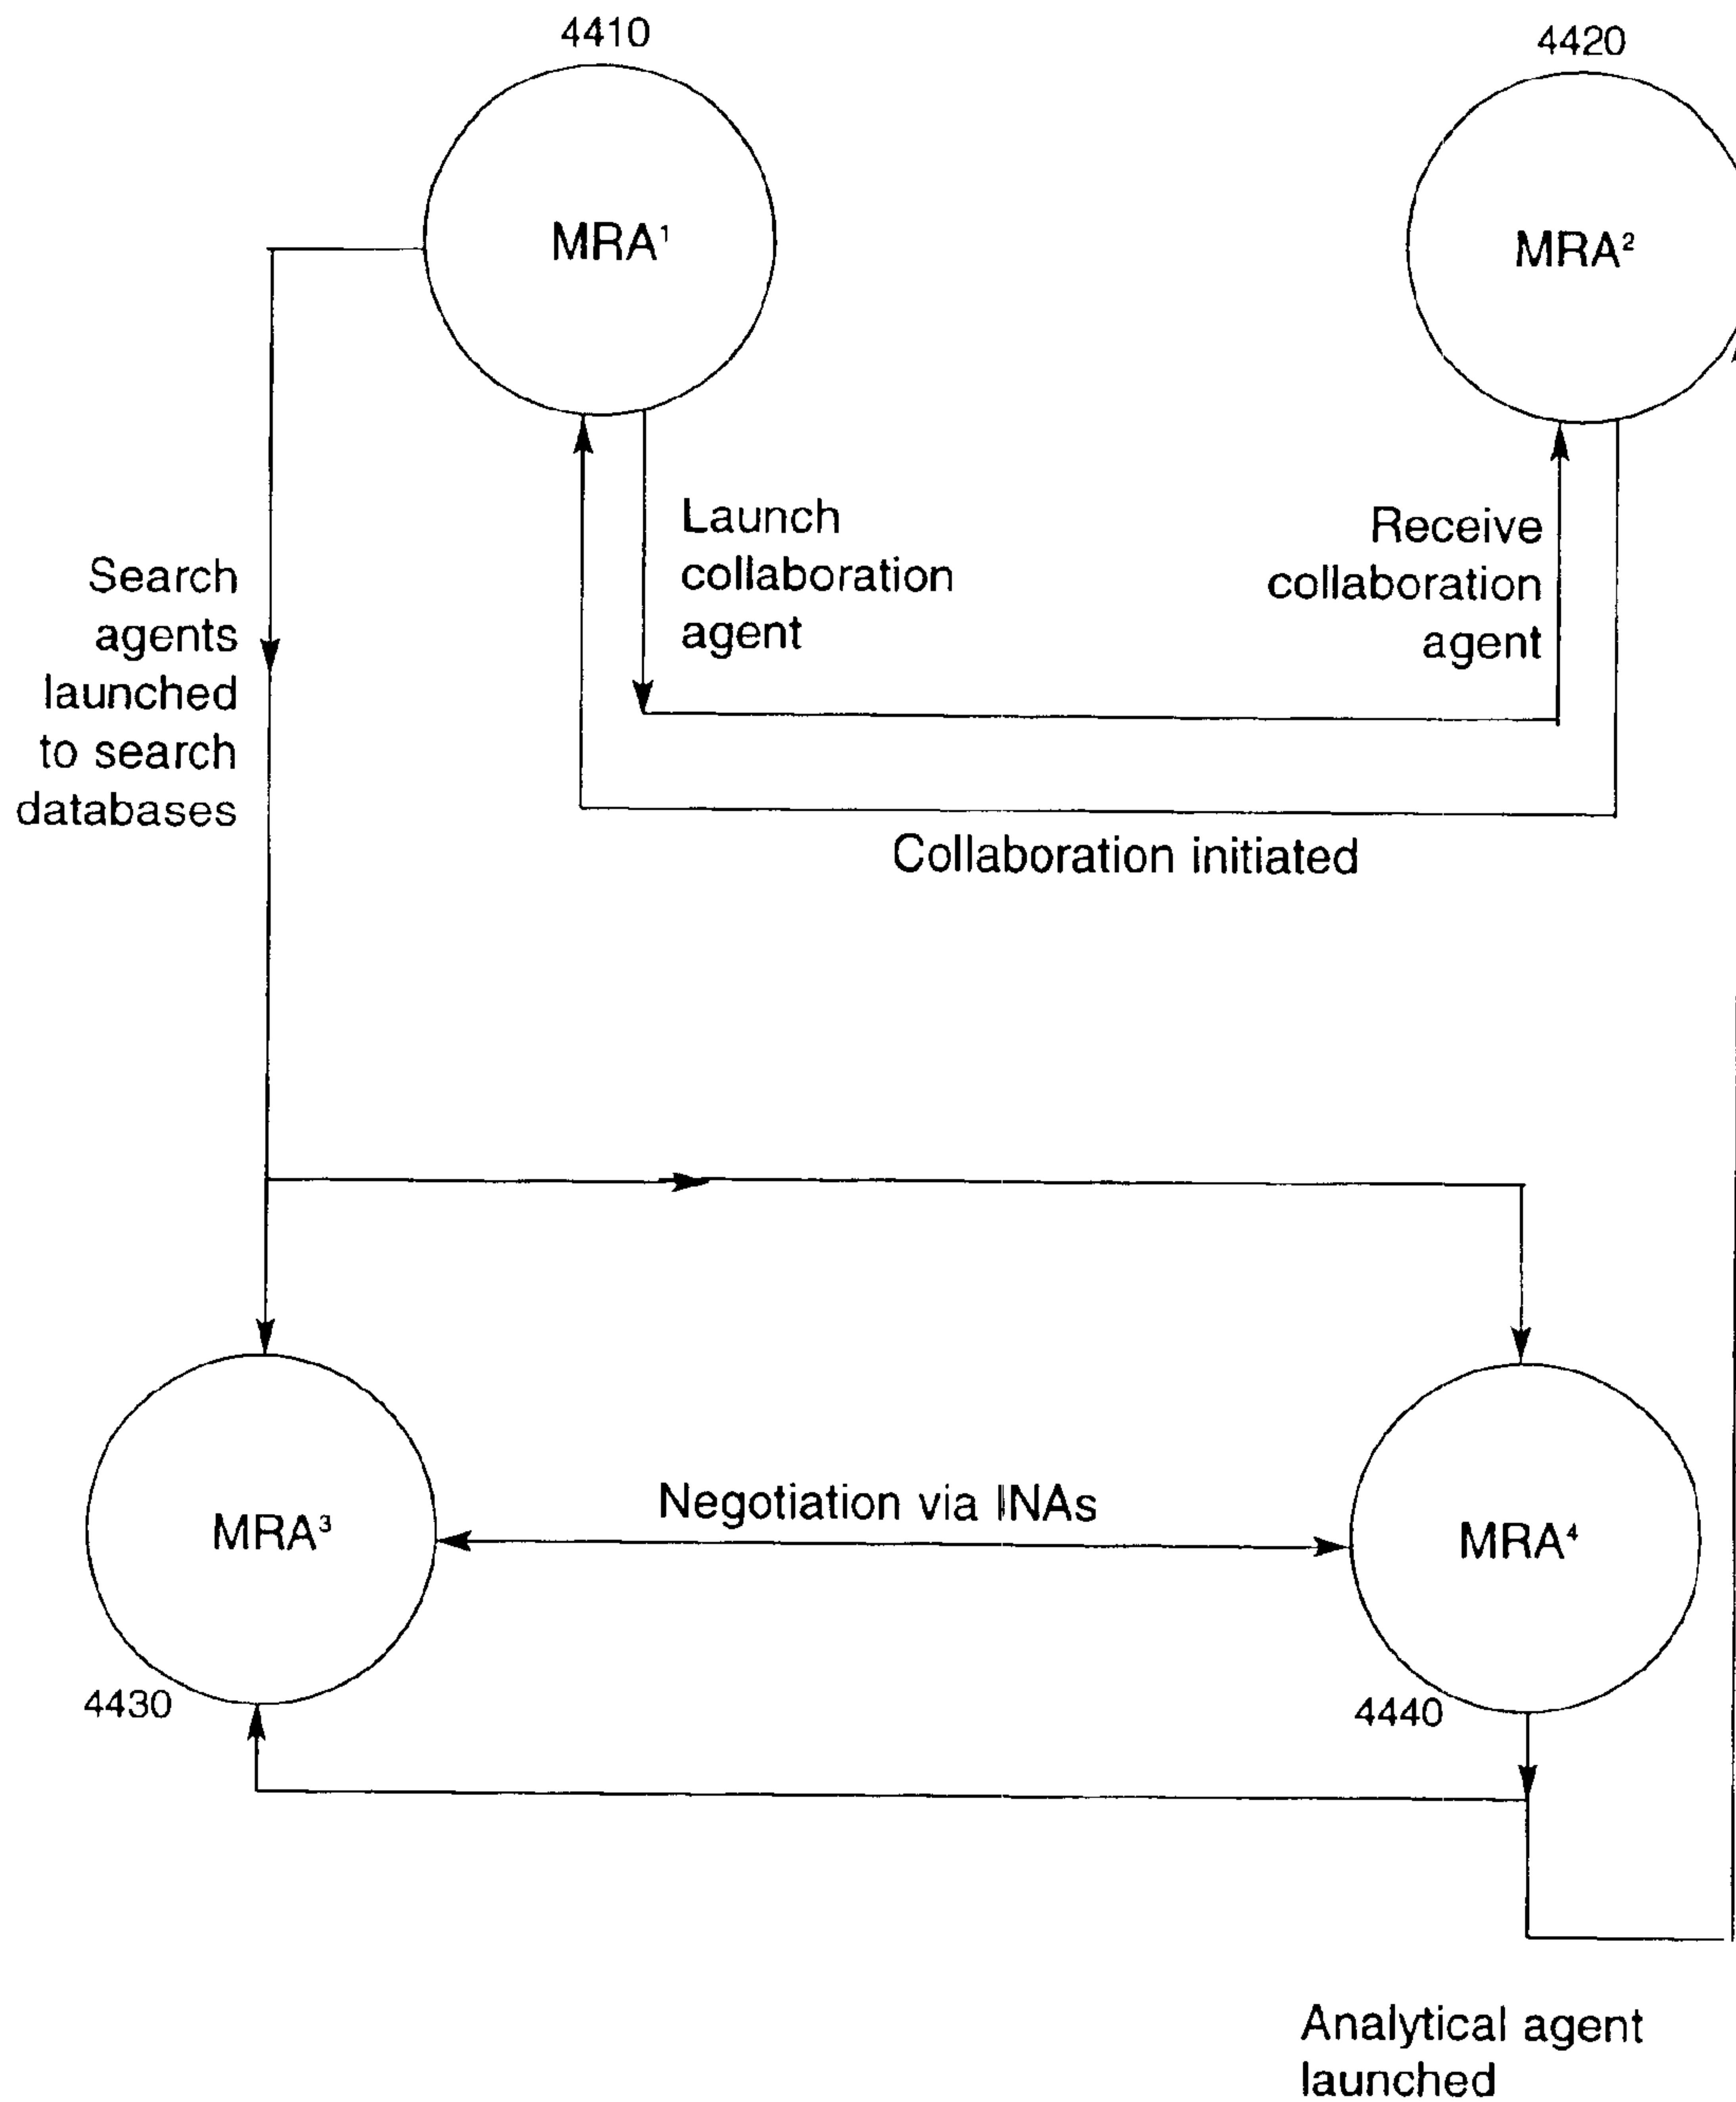 4410
4420
MRA¹
MRA²
Launch
collaboration
agent
Receive
collaboration
agent
Search
agents
launched
to search
databases
Collaboration initiated
Negotiation via INAs
MRA³
MRA⁴
4430
4440
Analytical agent
launched